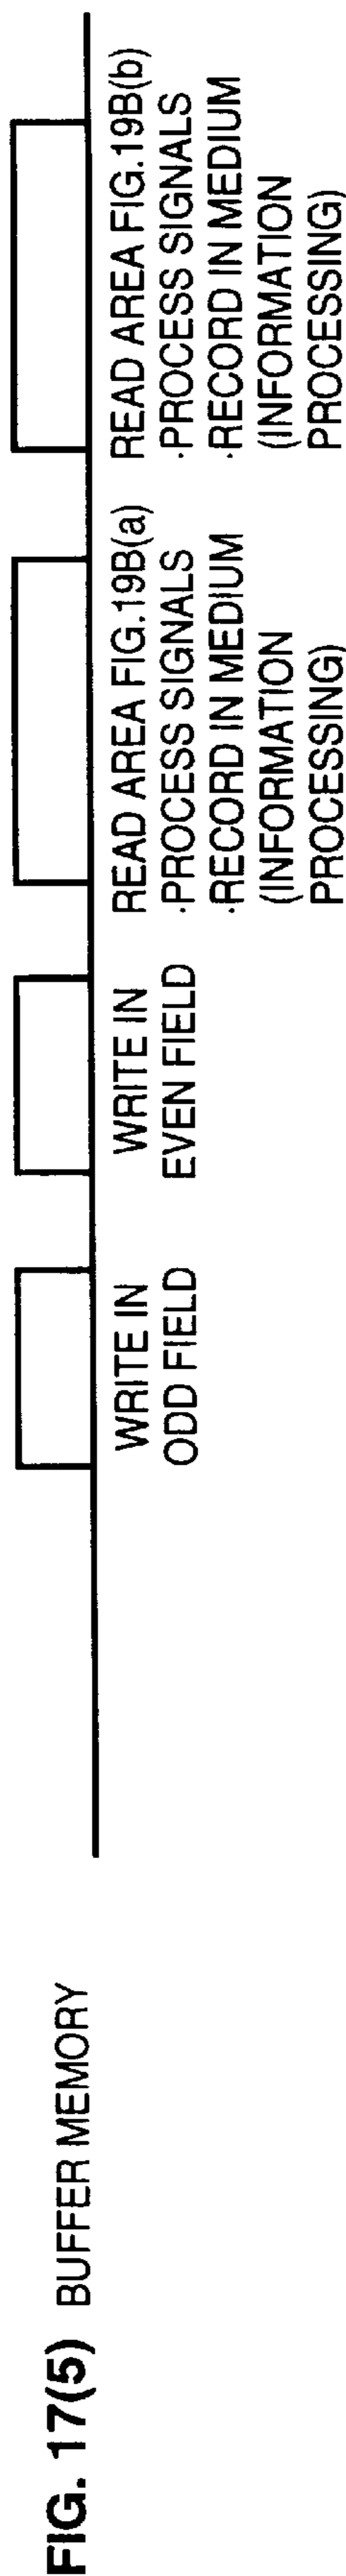 FIG. 17(5) BUFFER MEMORY
WRITE IN
ODD FIELD
WRITE IN
EVEN FIELD
READ AREA FIG.19B(a)
·PROCESS SIGNALS
·RECORD IN MEDIUM
(INFORMATION
PROCESSING)
READ AREA FIG.19B(b)
·PROCESS SIGNALS
·RECORD IN MEDIUM
(INFORMATION
PROCESSING)